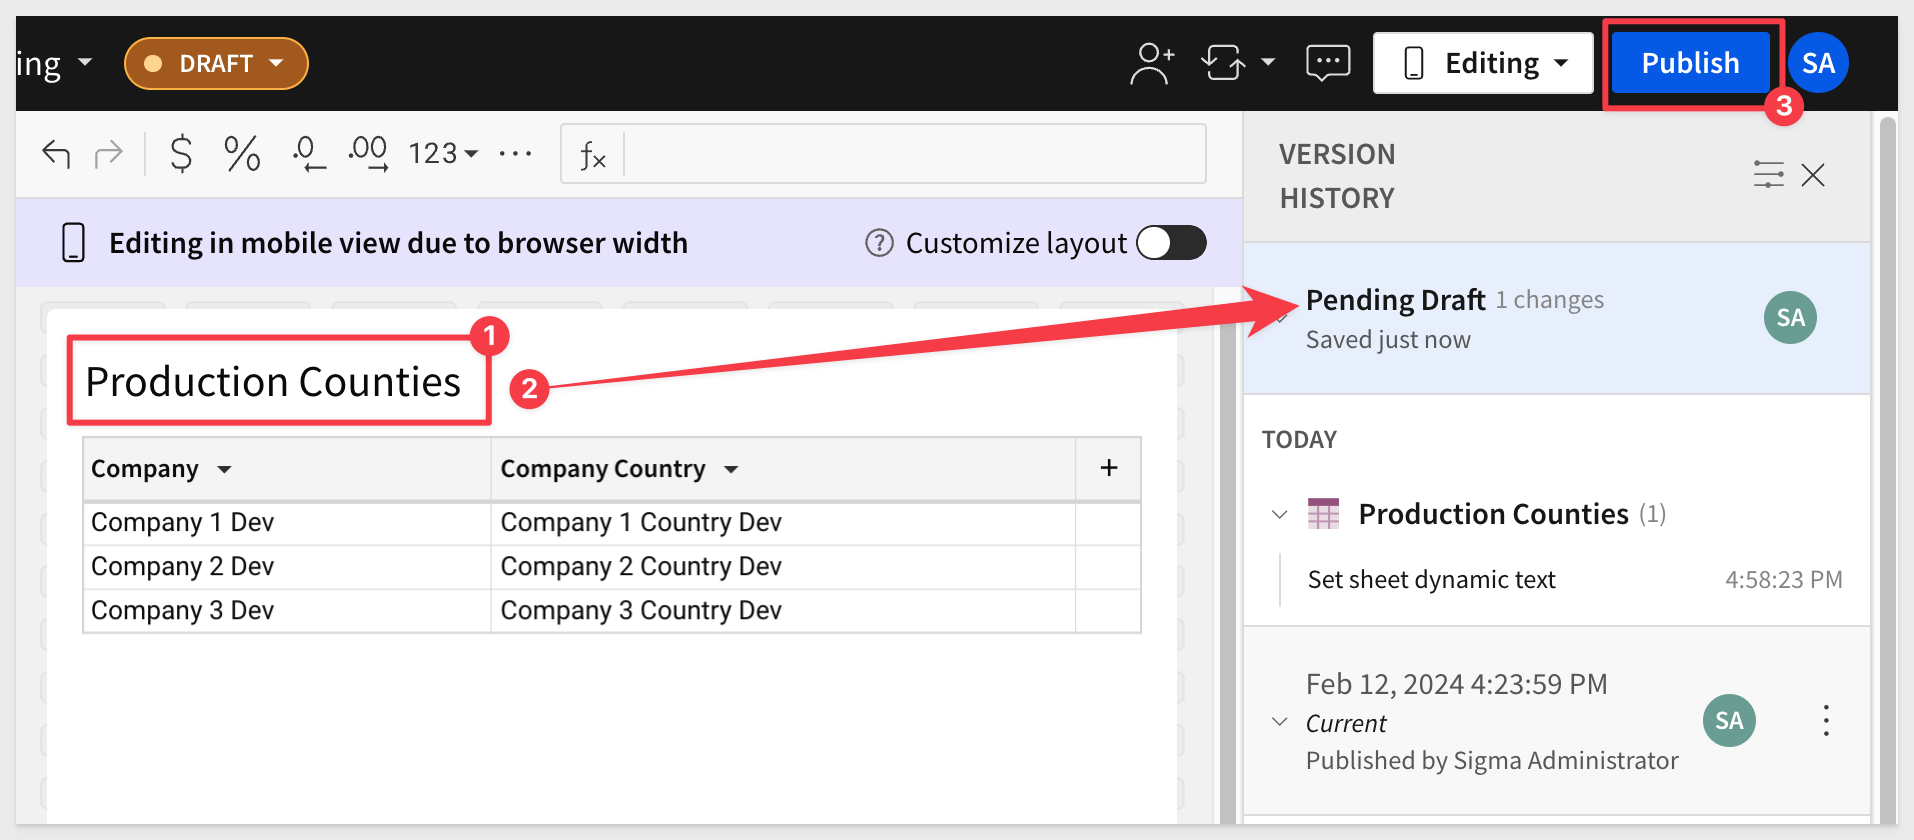 ing
DRAFT
Editing
Publish
SA
3
$ % .0 .00 123 ...
fx
VERSION
HISTORY
Editing in mobile view due to browser width
? Customize layout
Pending Draft 1 changes
Saved just now
SA
1
Production Counties
2
Company
Company Country
+
Company 1 Dev Company 1 Country Dev
Company 2 Dev Company 2 Country Dev
Company 3 Dev Company 3 Country Dev
TODAY
Production Counties (1)
Set sheet dynamic text 4:58:23 PM
Feb 12, 2024 4:23:59 PM
Current
SA
Published by Sigma Administrator